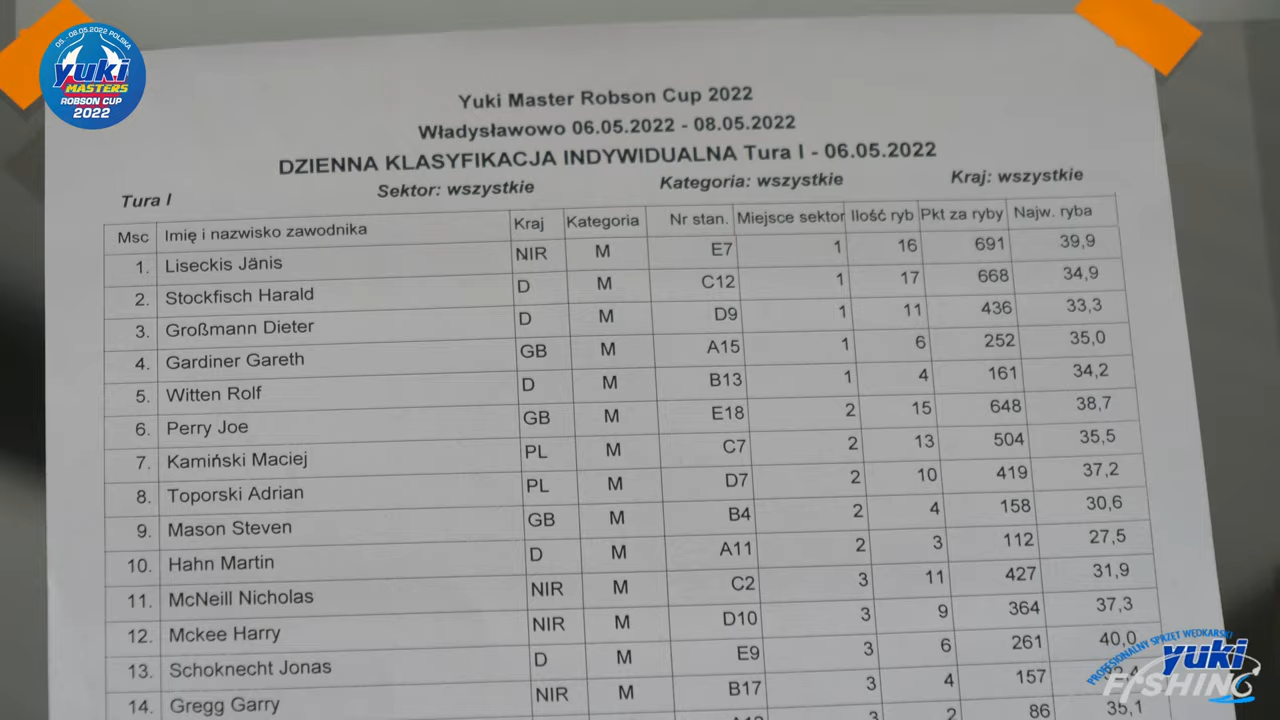 05. - 08.05.2022 POLSKA
yuki
MASTERS
ROBSON CUP
2022
Yuki Master Robson Cup 2022
Władysławowo 06.05.2022 - 08.05.2022
DZIENNA KLASYFIKACJA INDYWIDUALNA Tura I - 06.05.2022
Tura I Sektor: wszystkie Kategoria: wszystkie Kraj: wszystkie
Msc Imię i nazwisko zawodnika Kraj Kategoria Nr stan. Miejsce sektor Ilość ryb Pkt za ryby Najw. ryba
1. Liseckis Jänis NIR M E7 1 16 691 39,9
2. Stockfisch Harald D M C12 1 17 668 34,9
3. Großmann Dieter D M D9 1 11 436 33,3
4. Gardiner Gareth GB M A15 1 6 252 35,0
5. Witten Rolf D M B13 1 4 161 34,2
6. Perry Joe GB M E18 2 15 648 38,7
7. Kamiński Maciej PL M C7 2 13 504 35,5
8. Toporski Adrian PL M D7 2 10 419 37,2
9. Mason Steven GB M B4 2 4 158 30,6
10. Hahn Martin D M A11 2 3 112 27,5
11. McNeill Nicholas NIR M C2 3 11 427 31,9
12. Mckee Harry NIR M D10 3 9 364 37,3
13. Schoknecht Jonas D M E9 3 6 261 40,0
14. Gregg Garry NIR M B17 3 4 157
3 2 86 35,1
PROFESJONALNY SPRZĘT WĘDKARSKI
yuki
FISHING